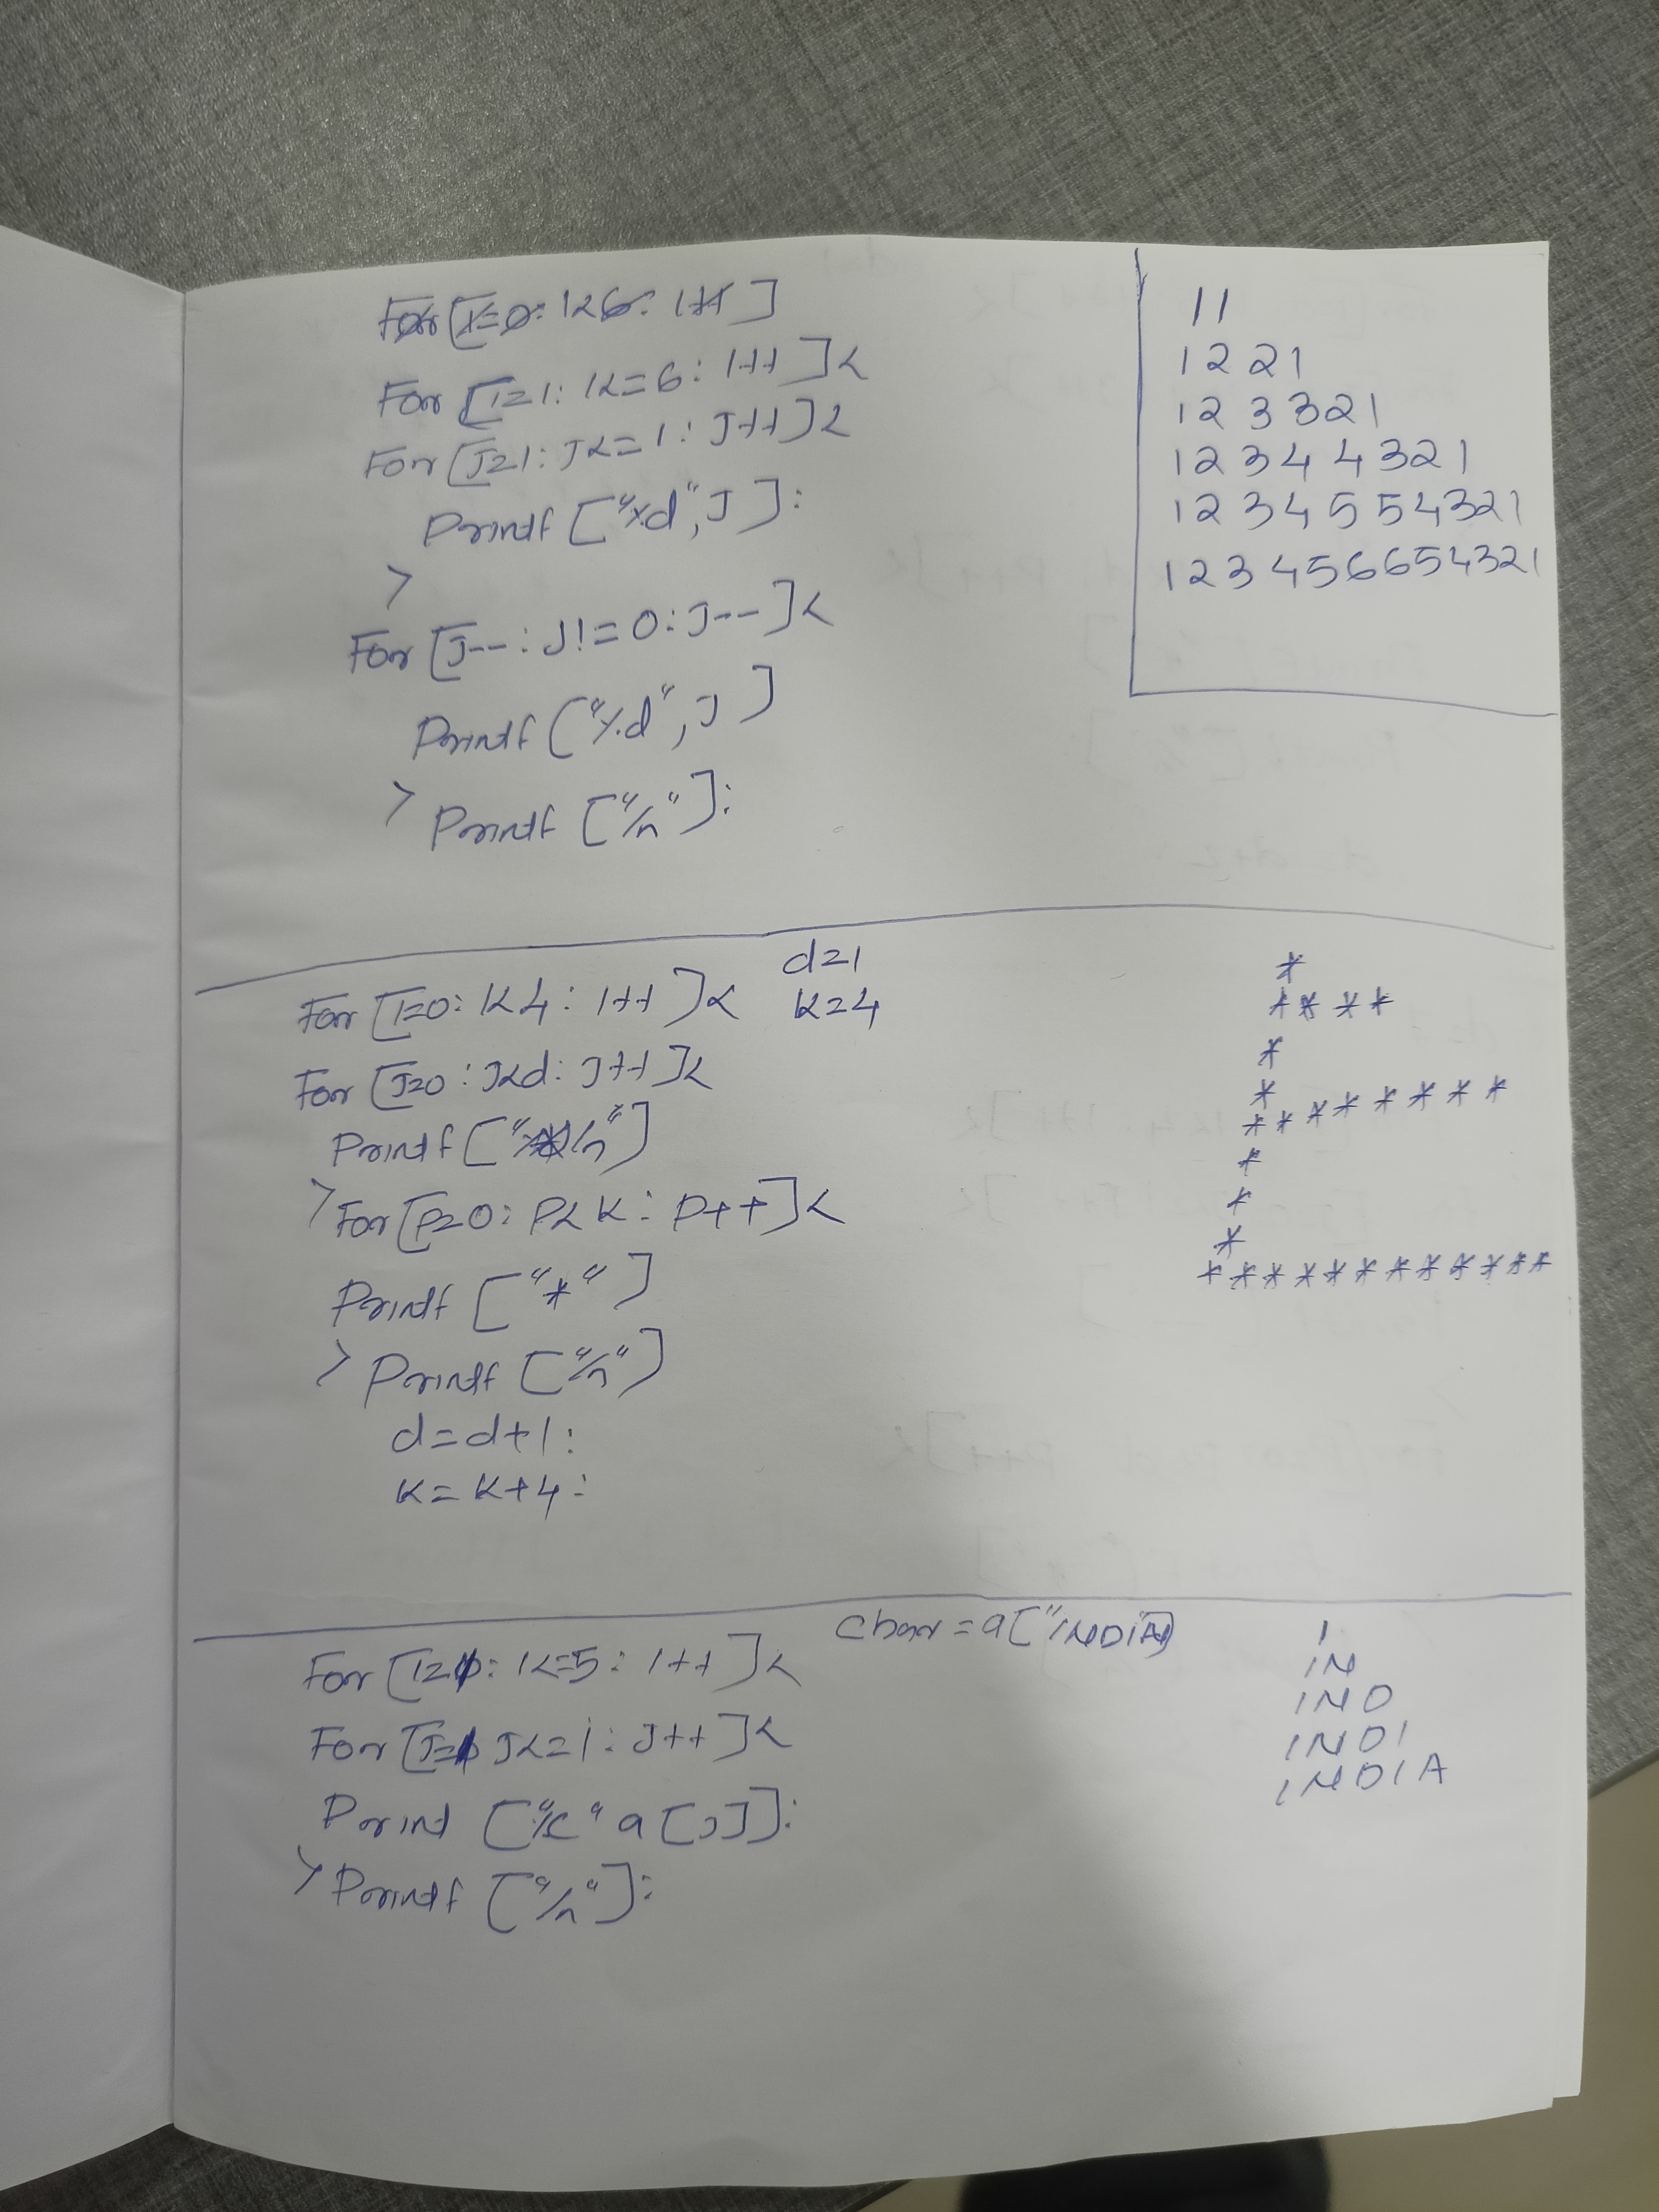 For [I=0: I<6: I++]
For [I=1: I<=6: I++]<
For [J=1: J<=I: J++]<
Printf ["%d", J]:
>
For [J--: J!=0: J--]<
Printf ("%d", J]
> Printf ["/n"]:
11
1221
123321
12344321
1234554321
123456654321
d=1
For [I=0: I<4: I++]<
k=4
For [J=0: J<d: J++]<
Printf ["*/n"]
> For [P=0: P<k: P++]<
Printf ["*"]
> Printf ["/n")
d=d+1:
k=k+4:
*
****
*
*
********
*
*
*
************
Char = a["INDIA"]
For [I=1: I<=5: I++]<
For [J=1 J<=i: J++]<
Print ["%c" a[J]]:
> Printf ["/n"]:
I
IN
IND
INDI
INDIA